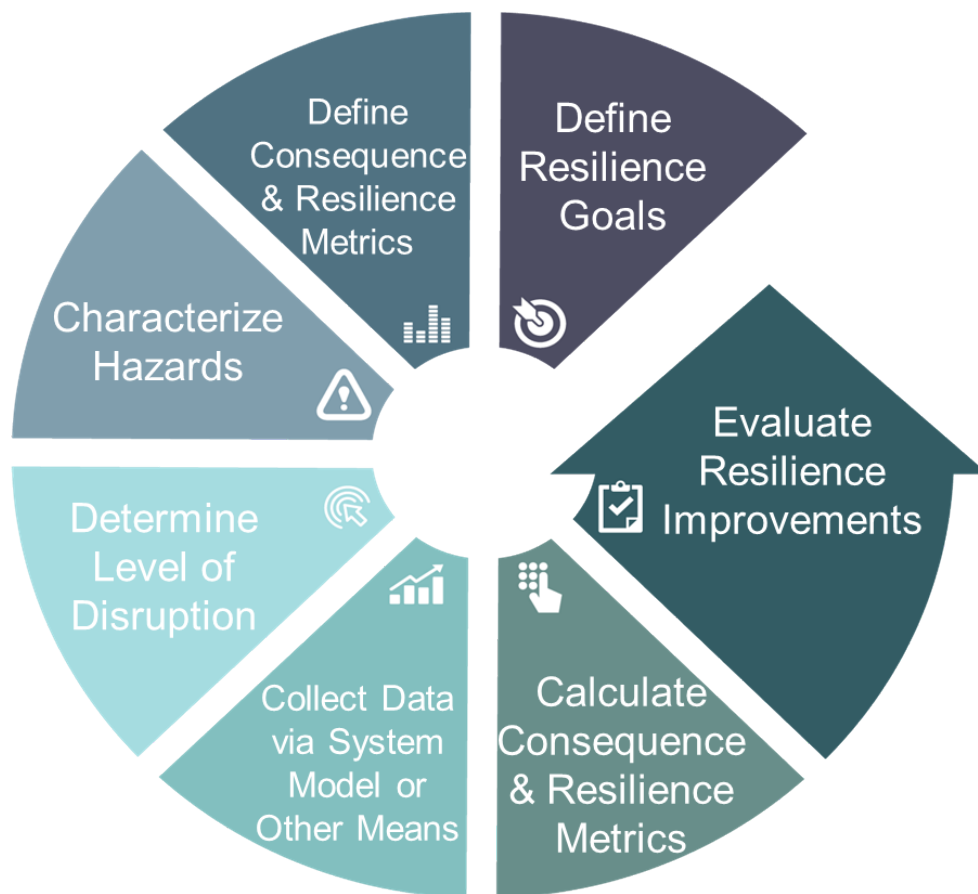 Define
Resilience
Goals
Define
Consequence
& Resilience
Metrics
Characterize
Hazards
Determine
Level of
Disruption
Collect Data
via System
Model or
Other Means
Calculate
Consequence
& Resilience
Metrics
Evaluate
Resilience
Improvements